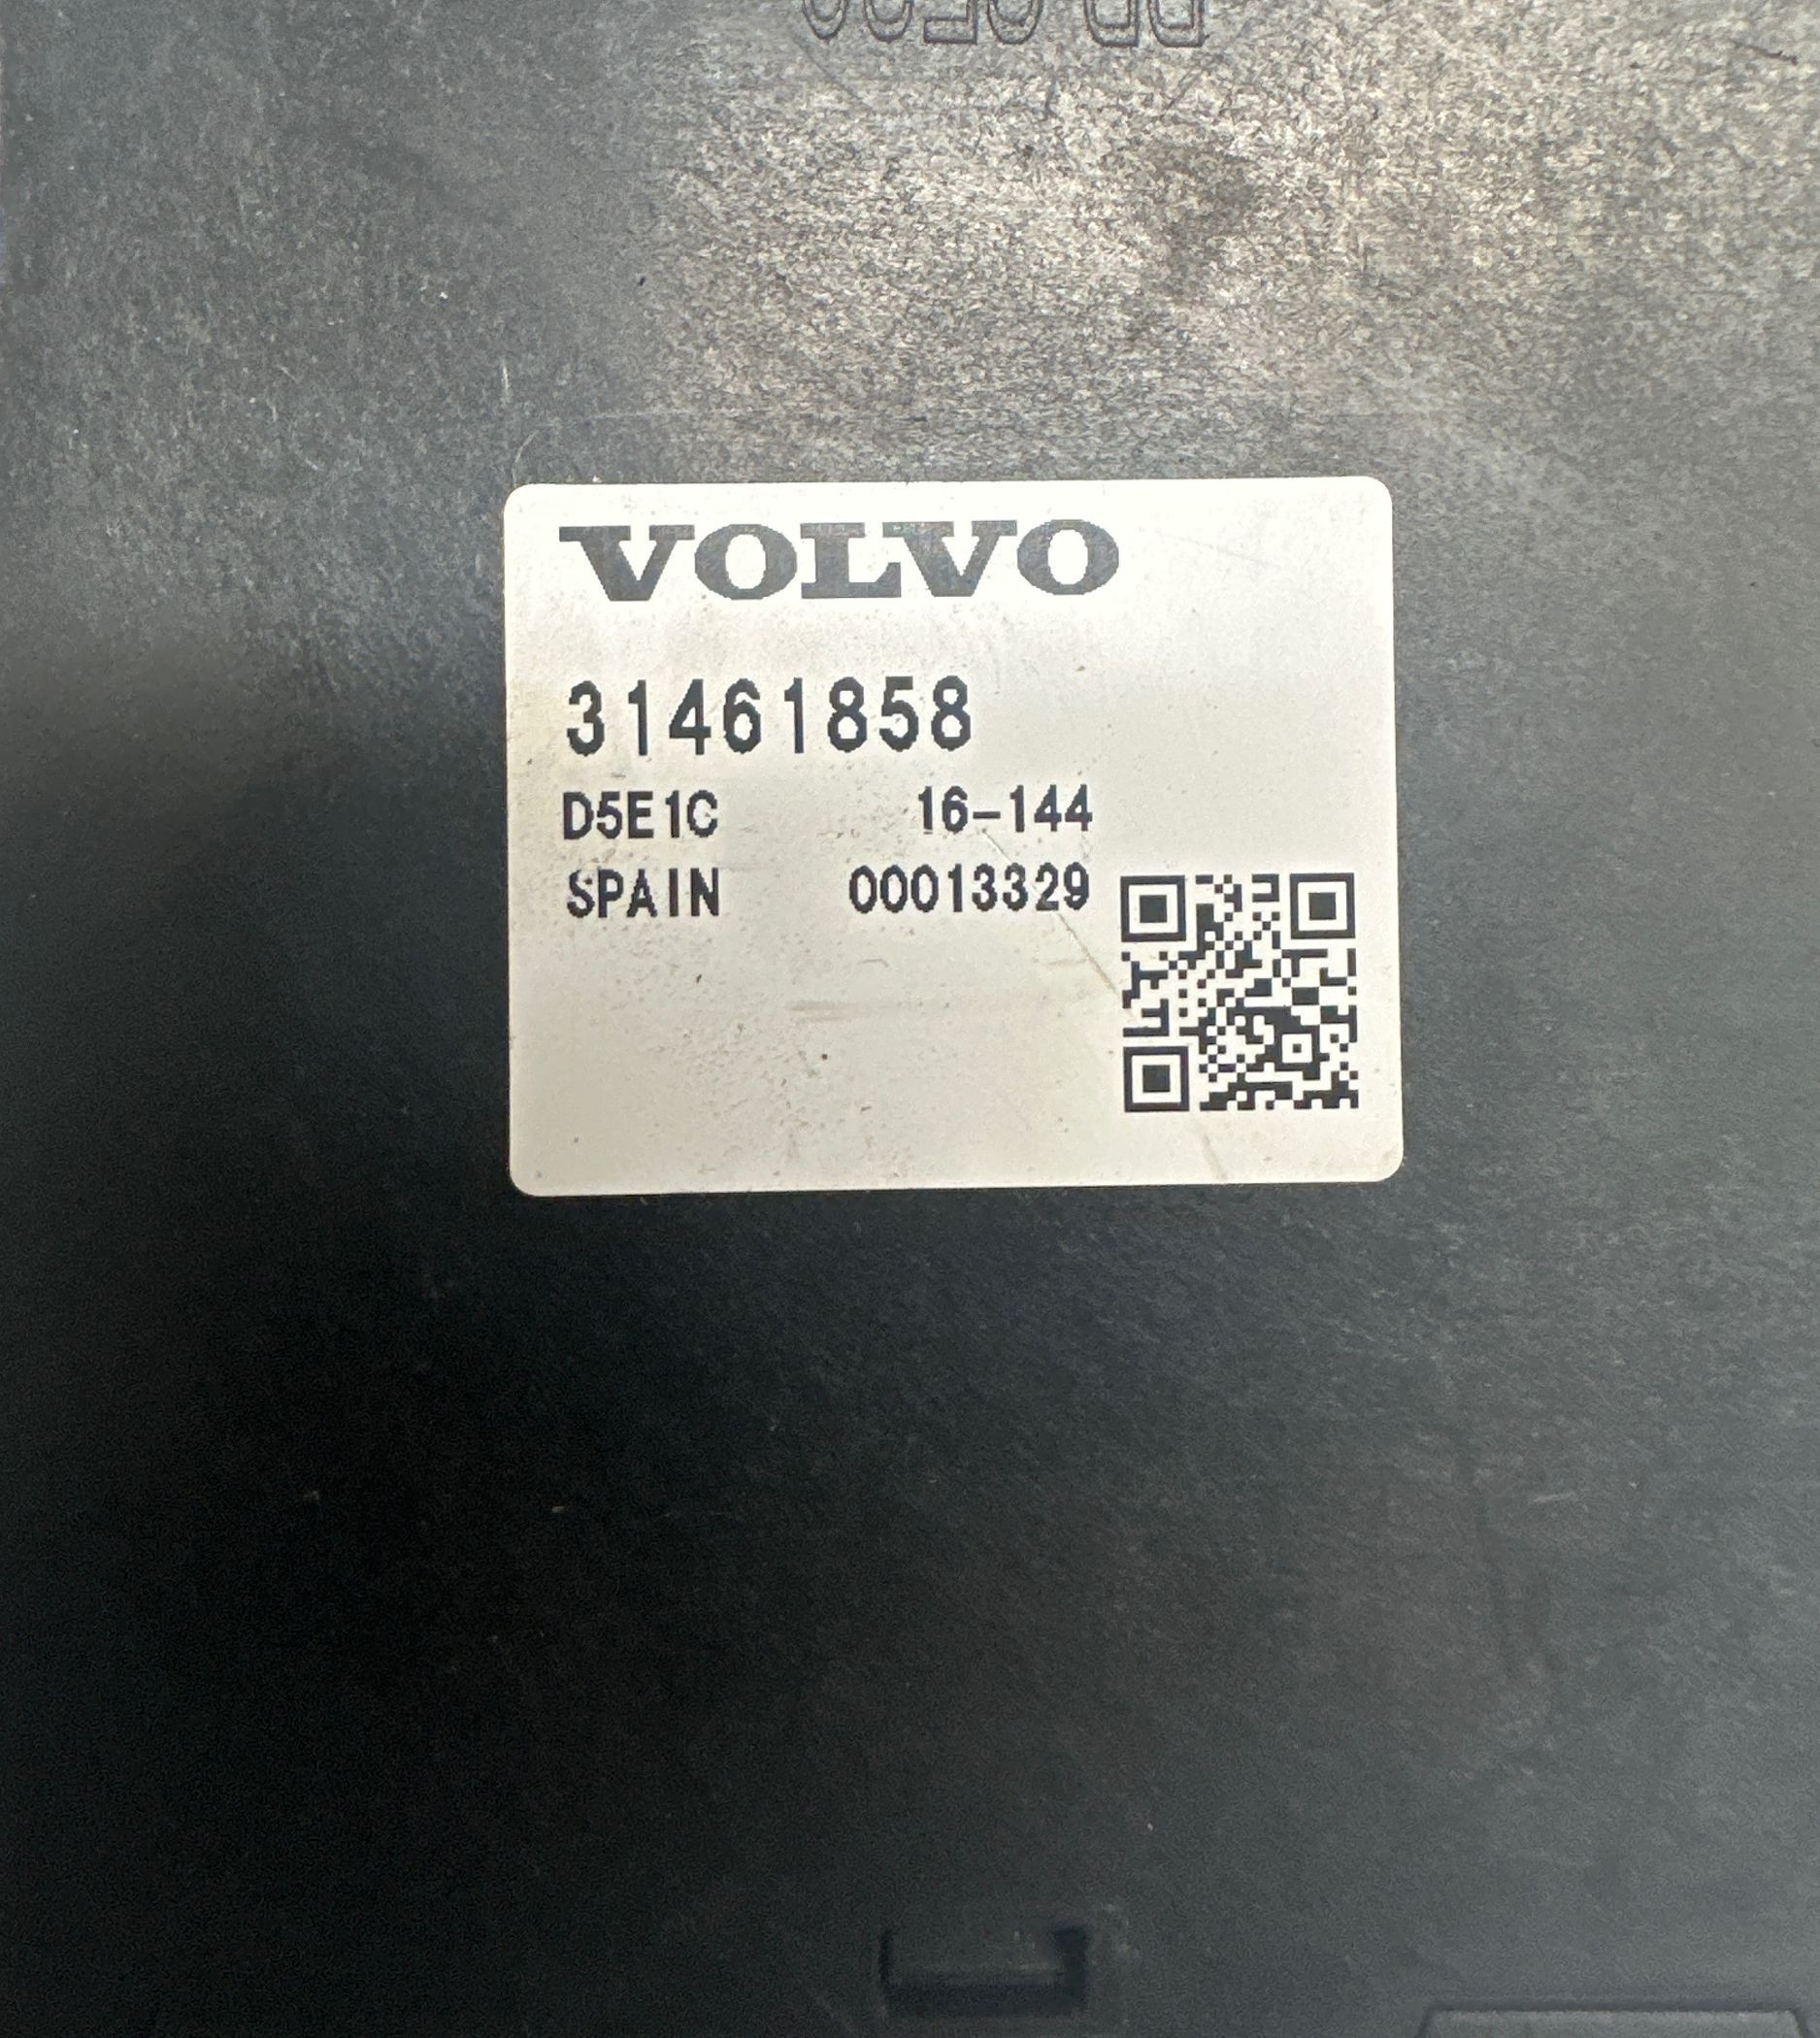 VOLVO
31461858
D5E1C 16-144
SPAIN 00013329